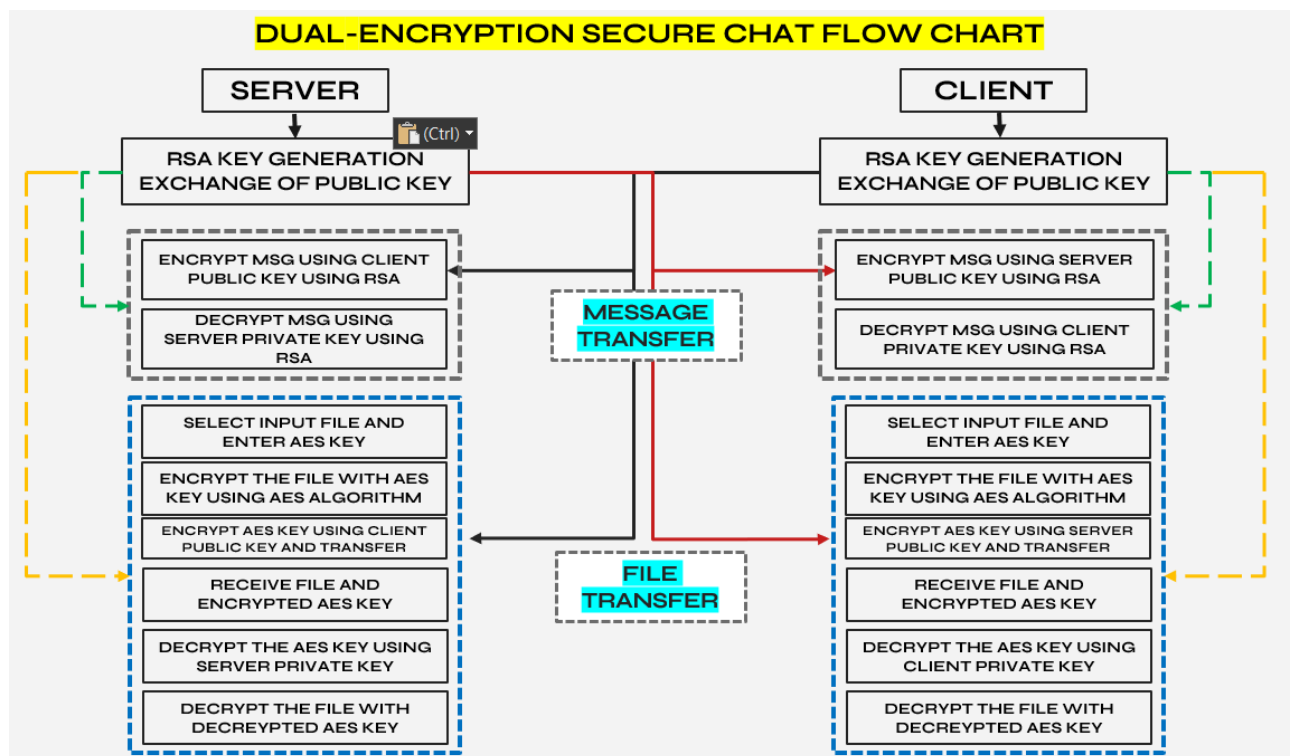 DUAL-ENCRYPTION SECURE CHAT FLOW CHART
SERVER
CLIENT
(Ctrl)
RSA KEY GENERATION
EXCHANGE OF PUBLIC KEY
RSA KEY GENERATION
EXCHANGE OF PUBLIC KEY
ENCRYPT MSG USING CLIENT
PUBLIC KEY USING RSA
DECRYPT MSG USING
SERVER PRIVATE KEY USING
RSA
MESSAGE
TRANSFER
ENCRYPT MSG USING SERVER
PUBLIC KEY USING RSA
DECRYPT MSG USING CLIENT
PRIVATE KEY USING RSA
SELECT INPUT FILE AND
ENTER AES KEY
ENCRYPT THE FILE WITH AES
KEY USING AES ALGORITHM
ENCRYPT AES KEY USING CLIENT
PUBLIC KEY AND TRANSFER
RECEIVE FILE AND
ENCRYPTED AES KEY
DECRYPT THE AES KEY USING
SERVER PRIVATE KEY
DECRYPT THE FILE WITH
DECREYPTED AES KEY
FILE
TRANSFER
SELECT INPUT FILE AND
ENTER AES KEY
ENCRYPT THE FILE WITH AES
KEY USING AES ALGORITHM
ENCRYPT AES KEY USING SERVER
PUBLIC KEY AND TRANSFER
RECEIVE FILE AND
ENCRYPTED AES KEY
DECRYPT THE AES KEY USING
CLIENT PRIVATE KEY
DECRYPT THE FILE WITH
DECREYPTED AES KEY